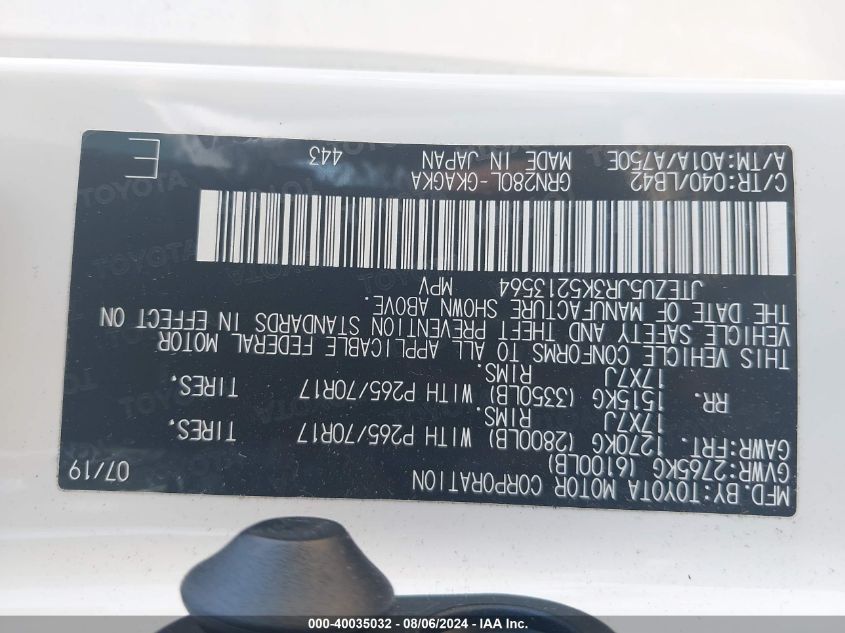 MFD.BY:TOYOTA MOTOR CORPORATION 07/19
GVWR:2765KG (6100LB)
GAWR:FRT. 1270KG (2800LB) WITH P265/70R17 TIRES.
17X7J RIMS
RR. 1515KG (3350LB) WITH P265/70R17 TIRES.
17X7J RIMS
THIS VEHICLE CONFORMS TO ALL APPLICABLE FEDERAL MOTOR
VEHICLE SAFETY AND THEFT PREVENTION STANDARDS IN EFFECT ON
THE DATE OF MANUFACTURE SHOWN ABOVE.
JTEZU5JR3K5213564 MPV
C/TR:040/LB42 GRN280L-GKAGKA 443 E
A/TM:A01A/A750E MADE IN JAPAN
000-40035032 - 08/06/2024 - IAA Inc.